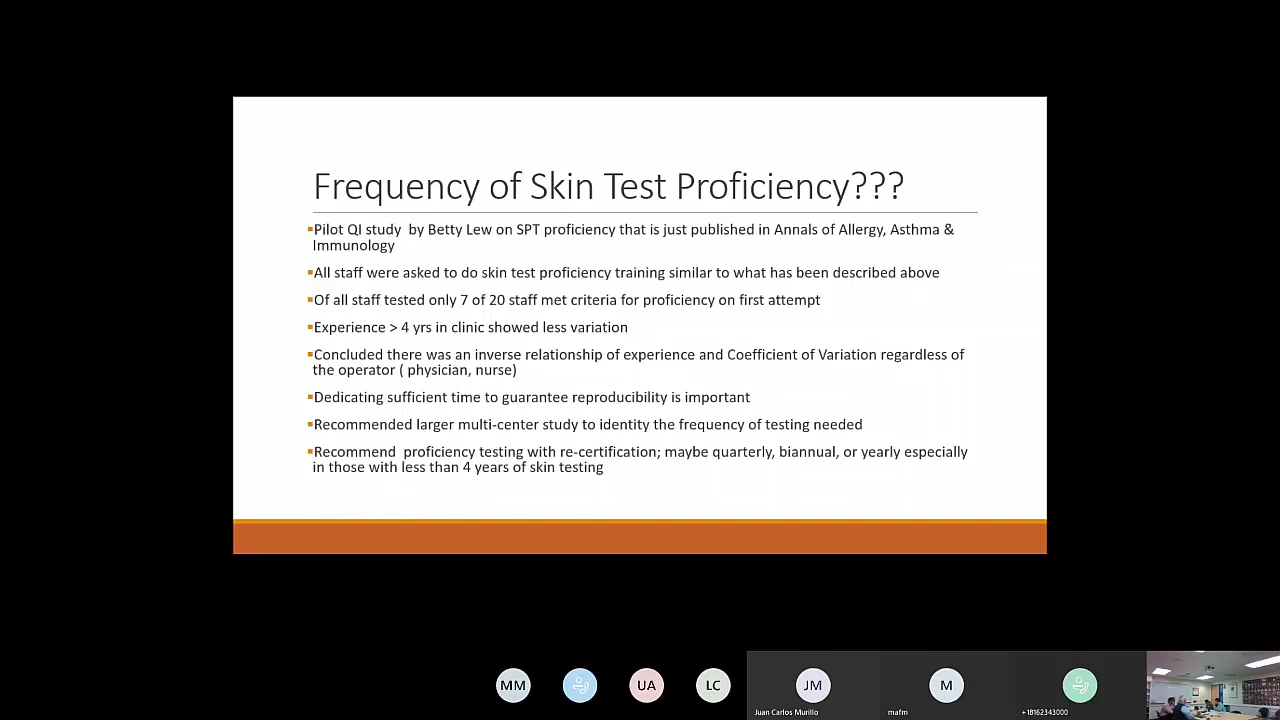 Frequency of Skin Test Proficiency???
▪Pilot QI study by Betty Lew on SPT proficiency that is just published in Annals of Allergy, Asthma &
Immunology
▪All staff were asked to do skin test proficiency training similar to what has been described above
▪Of all staff tested only 7 of 20 staff met criteria for proficiency on first attempt
▪Experience > 4 yrs in clinic showed less variation
▪Concluded there was an inverse relationship of experience and Coefficient of Variation regardless of
the operator ( physician, nurse)
▪Dedicating sufficient time to guarantee reproducibility is important
▪Recommended larger multi-center study to identity the frequency of testing needed
▪Recommend proficiency testing with re-certification; maybe quarterly, biannual, or yearly especially
in those with less than 4 years of skin testing
MM
UA
LC
JM
M
Juan Carlos Murillo
mafm
+18162343000